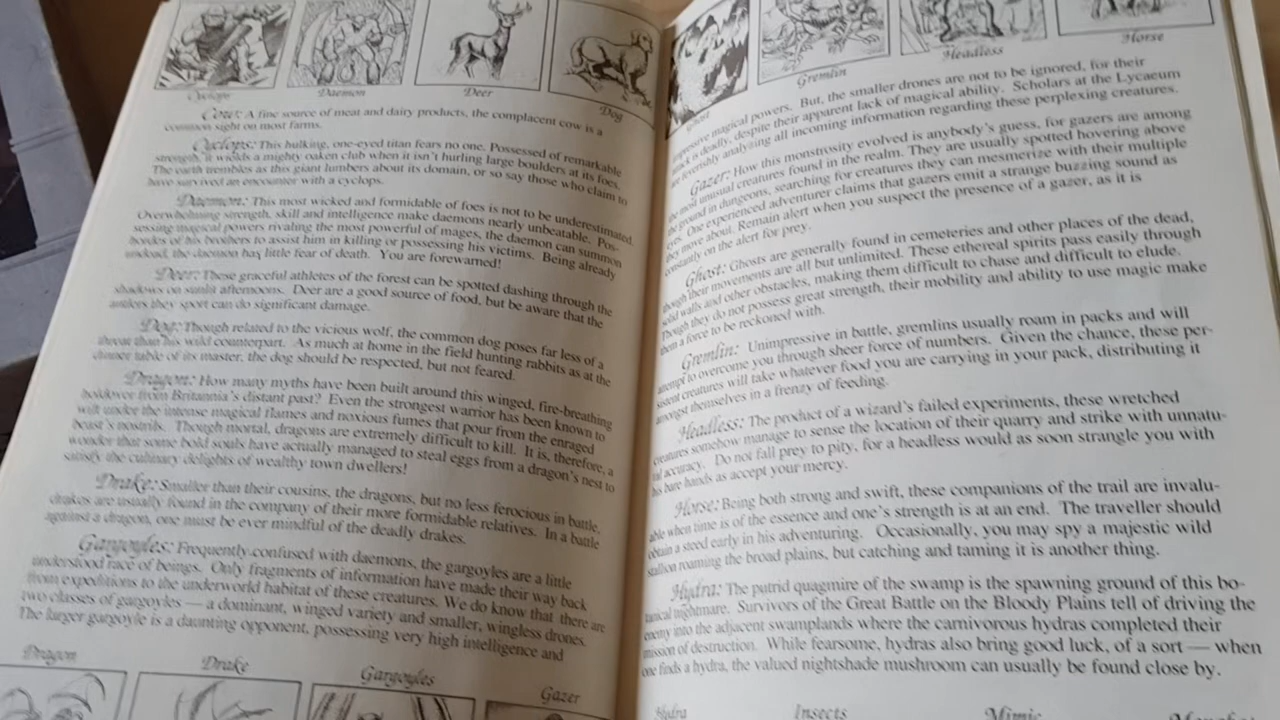 Cyclops
Daemon
Deer
Dog
Cow: A fine source of meat and dairy products, the complacent cow is a
common sight on most farms.
Cyclops: This hulking, one-eyed titan fears no one. Possessed of remarkable
strength, it wields a mighty oaken club when it isn't hurling large boulders at its foes.
The earth trembles as this giant lumbers about its domain, or so say those who claim to
have survived an encounter with a cyclops.
Daemon: This most wicked and formidable of foes is not to be underestimated.
Overwhelming strength, skill and intelligence make daemons nearly unbeatable. Pos-
sessing magical powers rivaling the most powerful of mages, the daemon can summon
hordes of his brothers to assist him in killing or possessing his victims. Being already
undead, the daemon has little fear of death. You are forewarned!
Deer: These graceful athletes of the forest can be spotted dashing through the
shadows on sunlit afternoons. Deer are a good source of food, but be aware that the
antlers they sport can do significant damage.
Dog: Though related to the vicious wolf, the common dog poses far less of a
threat than his wild counterpart. As much at home in the field hunting rabbits as at the
dinner table of its master, the dog should be respected, but not feared.
Dragon: How many myths have been built around this winged, fire-breathing
holdover from Britannia's distant past? Even the strongest warrior has been known to
wilt under the intense magical flames and noxious fumes that pour from the enraged
beast's nostrils. Though mortal, dragons are extremely difficult to kill. It is, therefore, a
wonder that some bold souls have actually managed to steal eggs from a dragon's nest to
satisfy the culinary delights of wealthy town dwellers!
Drake: Smaller than their cousins, the dragons, but no less ferocious in battle,
drakes are usually found in the company of their more formidable relatives. In a battle
against a dragon, one must be ever mindful of the deadly drakes.
Gargoyles: Frequently confused with daemons, the gargoyles are a little
understood race of beings. Only fragments of information have made their way back
from expeditions to the underworld habitat of these creatures. We do know that there are
two classes of gargoyles — a dominant, winged variety and smaller, wingless drones.
The larger gargoyle is a daunting opponent, possessing very high intelligence and
Dragon
Drake
Gargoyles
Gazer
Ghost
Gremlin
Headless
Horse
impressive magical powers. But, the smaller drones are not to be ignored, for their
attack is deadly, despite their apparent lack of magical ability. Scholars at the Lycaeum
are feverishly analyzing all incoming information regarding these perplexing creatures.
Gazer: How this monstrosity evolved is anybody's guess, for gazers are among
the most unusual creatures found in the realm. They are usually spotted hovering above
the ground in dungeons, searching for creatures they can mesmerize with their multiple
eyes. One experienced adventurer claims that gazers emit a strange buzzing sound as
they move about. Remain alert when you suspect the presence of a gazer, as it is
constantly on the alert for prey.
Ghost: Ghosts are generally found in cemeteries and other places of the dead,
though their movements are all but unlimited. These ethereal spirits pass easily through
solid walls and other obstacles, making them difficult to chase and difficult to elude.
Though they do not possess great strength, their mobility and ability to use magic make
them a force to be reckoned with.
Gremlin: Unimpressive in battle, gremlins usually roam in packs and will
attempt to overcome you through sheer force of numbers. Given the chance, these per-
sistent creatures will take whatever food you are carrying in your pack, distributing it
amongst themselves in a frenzy of feeding.
Headless: The product of a wizard's failed experiments, these wretched
creatures somehow manage to sense the location of their quarry and strike with unnatu-
ral accuracy. Do not fall prey to pity, for a headless would as soon strangle you with
his bare hands as accept your mercy.
Horse: Being both strong and swift, these companions of the trail are invalu-
able when time is of the essence and one's strength is at an end. The traveller should
obtain a steed early in his adventuring. Occasionally, you may spy a majestic wild
stallion roaming the broad plains, but catching and taming it is another thing.
Hydra: The putrid quagmire of the swamp is the spawning ground of this bo-
tanical nightmare. Survivors of the Great Battle on the Bloody Plains tell of driving the
enemy into the adjacent swamplands where the carnivorous hydras completed their
mission of destruction. While fearsome, hydras also bring good luck, of a sort — when
one finds a hydra, the valued nightshade mushroom can usually be found close by.
Hydra
Insects
Mimic